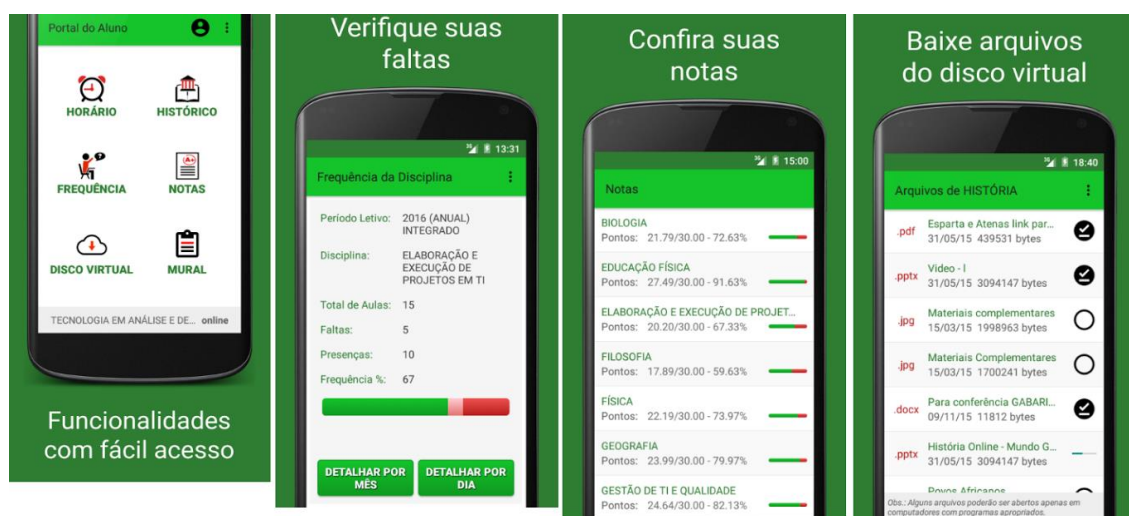 Portal do Aluno
HORÁRIO
HISTÓRICO
FREQUÊNCIA
NOTAS
DISCO VIRTUAL
MURAL
TECNOLOGIA EM ANÁLISE E DE... online
Funcionalidades
com fácil acesso
Verifique suas
faltas
13:31
Frequência da Disciplina
Período Letivo: 2016 (ANUAL)
INTEGRADO
Disciplina: ELABORAÇÃO E
EXECUÇÃO DE
PROJETOS EM TI
Total de Aulas: 15
Faltas: 5
Presenças: 10
Frequência %: 67
DETALHAR POR
MÊS
DETALHAR POR
DIA
Confira suas
notas
15:00
Notas
BIOLOGIA
Pontos: 21.79/30.00 - 72.63%
EDUCAÇÃO FÍSICA
Pontos: 27.49/30.00 - 91.63%
ELABORAÇÃO E EXECUÇÃO DE PROJET...
Pontos: 20.20/30.00 - 67.33%
FILOSOFIA
Pontos: 17.89/30.00 - 59.63%
FÍSICA
Pontos: 22.19/30.00 - 73.97%
GEOGRAFIA
Pontos: 23.99/30.00 - 79.97%
GESTÃO DE TI E QUALIDADE
Pontos: 24.64/30.00 - 82.13%
Baixe arquivos
do disco virtual
18:40
Arquivos de HISTÓRIA
.pdf Esparta e Atenas link par...
31/05/15 439531 bytes
.pptx Video - I
31/05/15 3094147 bytes
.jpg Materiais complementares
15/03/15 1998963 bytes
.jpg Materiais Complementares
15/03/15 1700241 bytes
.docx Para conferência GABARI...
09/11/15 11812 bytes
.pptx História Online - Mundo G...
31/05/15 3094147 bytes
Povos Africanos
Obs.: Alguns arquivos poderão ser abertos apenas em
computadores com programas apropriados.